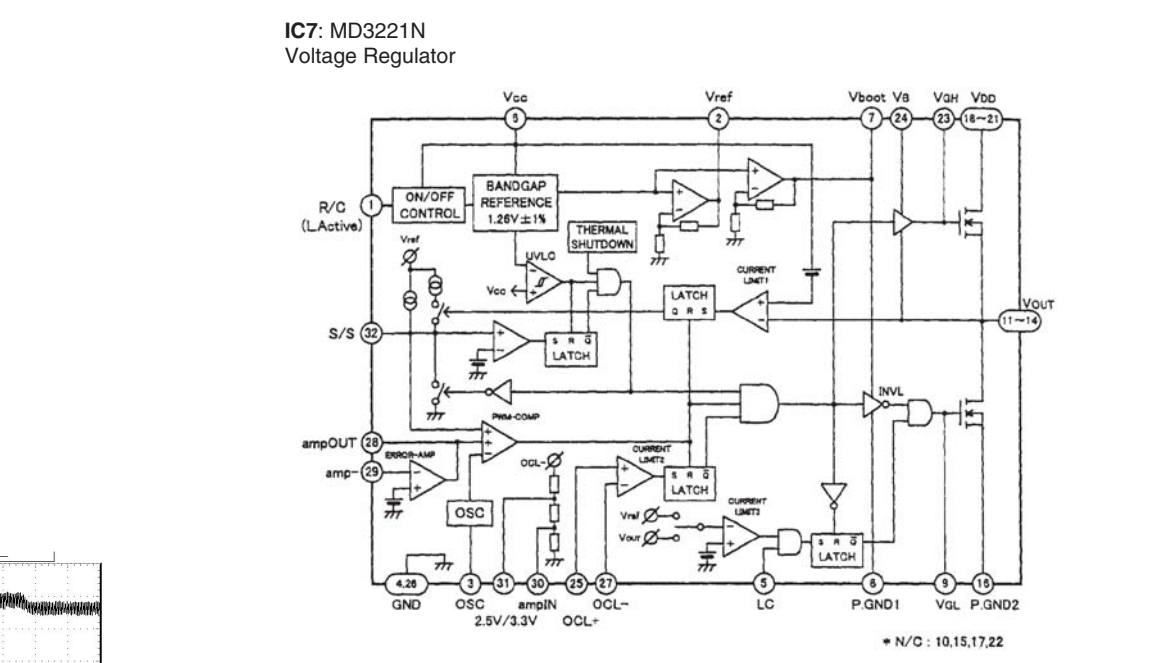 IC7: MD3221N
Voltage Regulator
Vcc Vref Vboot VB VGH VDD
6 2 7 24 23 18~21
R/C 1 ON/OFF CONTROL
(L.Active)
BANDGAP
REFERENCE
1.26V±1%
THERMAL
SHUTDOWN
Vref
UVLO
Vcc
CURRENT
LIMIT1
LATCH
Q R S
VOUT
11~14
S/S 32
+ −
S R Q̅
LATCH
INVL
PWM-COMP
ampOUT 28
ERROR-AMP
amp- 29
OCL-
CURRENT
LIMIT2
S R Q̅
LATCH
OSC
CURRENT
LIMIT3
Vref
VOUT
S R Q̅
LATCH
4,26 3 31 30 25 27 5 6 9 16
GND OSC ampIN OCL- LC P.GND1 VGL P.GND2
2.5V/3.3V OCL+
* N/C : 10,15,17,22